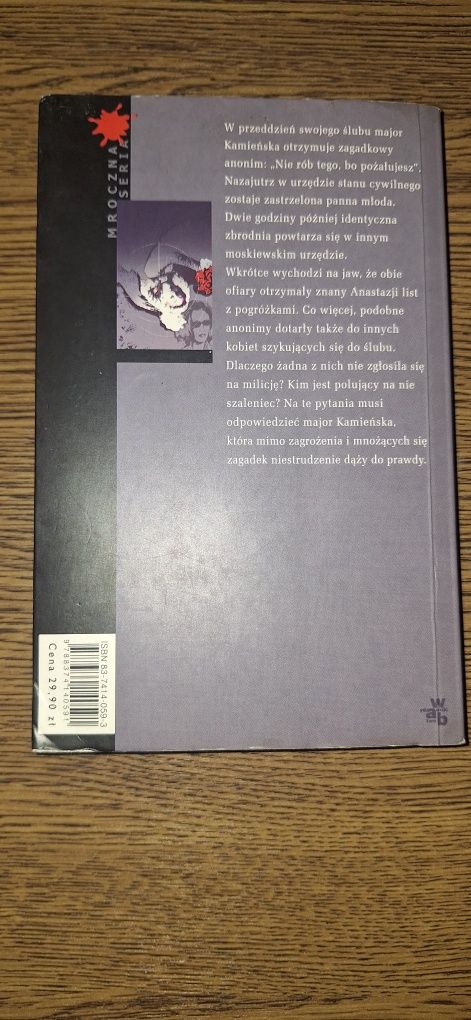 MROCZNA
SERIA
W przeddzień swojego ślubu major
Kamieńska otrzymuje zagadkowy
anonim: „Nie rób tego, bo pożałujesz”.
Nazajutrz w urzędzie stanu cywilnego
zostaje zastrzelona panna młoda.
Dwie godziny później identyczna
zbrodnia powtarza się w innym
moskiewskim urzędzie.
Wkrótce wychodzi na jaw, że obie
ofiary otrzymały znany Anastazji list
z pogróżkami. Co więcej, podobne
anonimy dotarły także do innych
kobiet szykujących się do ślubu.
Dlaczego żadna z nich nie zgłosiła się
na milicję? Kim jest polujący na nie
szaleniec? Na te pytania musi
odpowiedzieć major Kamieńska,
która mimo zagrożenia i mnożących się
zagadek niestrudzenie dąży do prawdy.
ISBN 83-7414-059-3
9788374140591
Cena 29,90 zł
w
ab